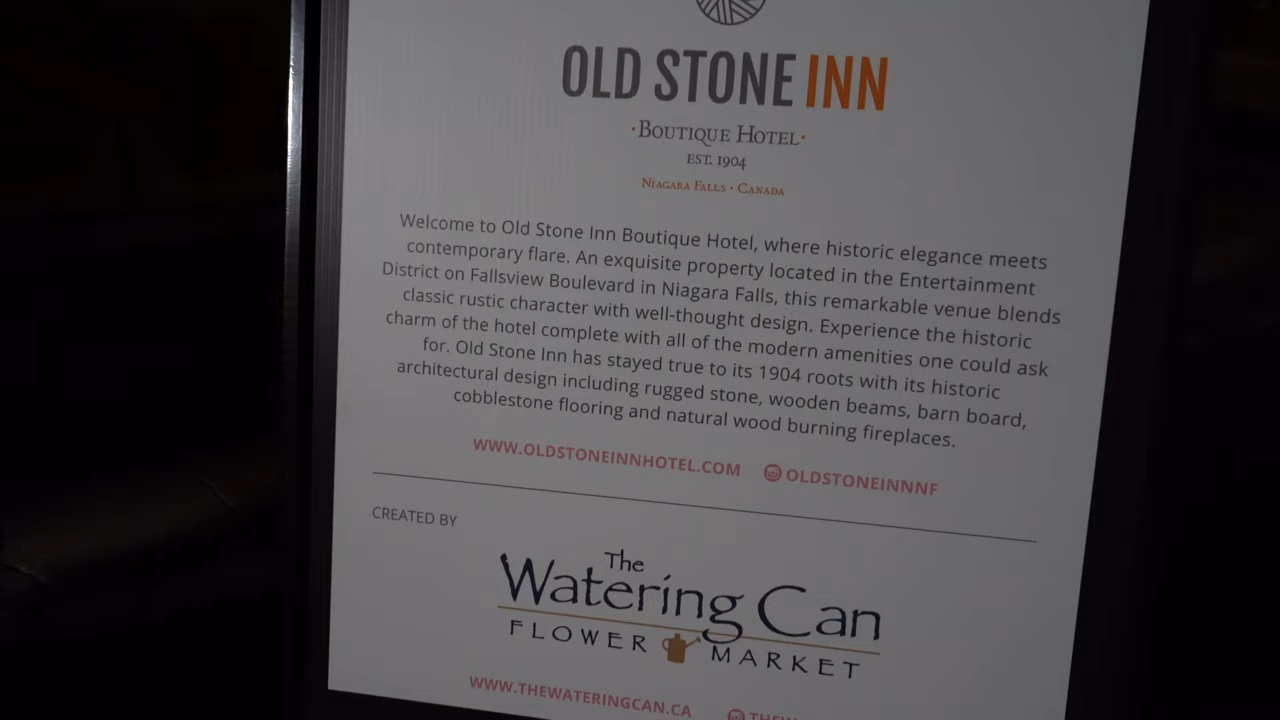 OLD STONE INN
·BOUTIQUE HOTEL·
EST. 1904
NIAGARA FALLS · CANADA
Welcome to Old Stone Inn Boutique Hotel, where historic elegance meets
contemporary flare. An exquisite property located in the Entertainment
District on Fallsview Boulevard in Niagara Falls, this remarkable venue blends
classic rustic character with well-thought design. Experience the historic
charm of the hotel complete with all of the modern amenities one could ask
for. Old Stone Inn has stayed true to its 1904 roots with its historic
architectural design including rugged stone, wooden beams, barn board,
cobblestone flooring and natural wood burning fireplaces.
WWW.OLDSTONEINNHOTEL.COM OLDSTONEINNNF
CREATED BY
The
Watering Can
FLOWER MARKET
WWW.THEWATERINGCAN.CA